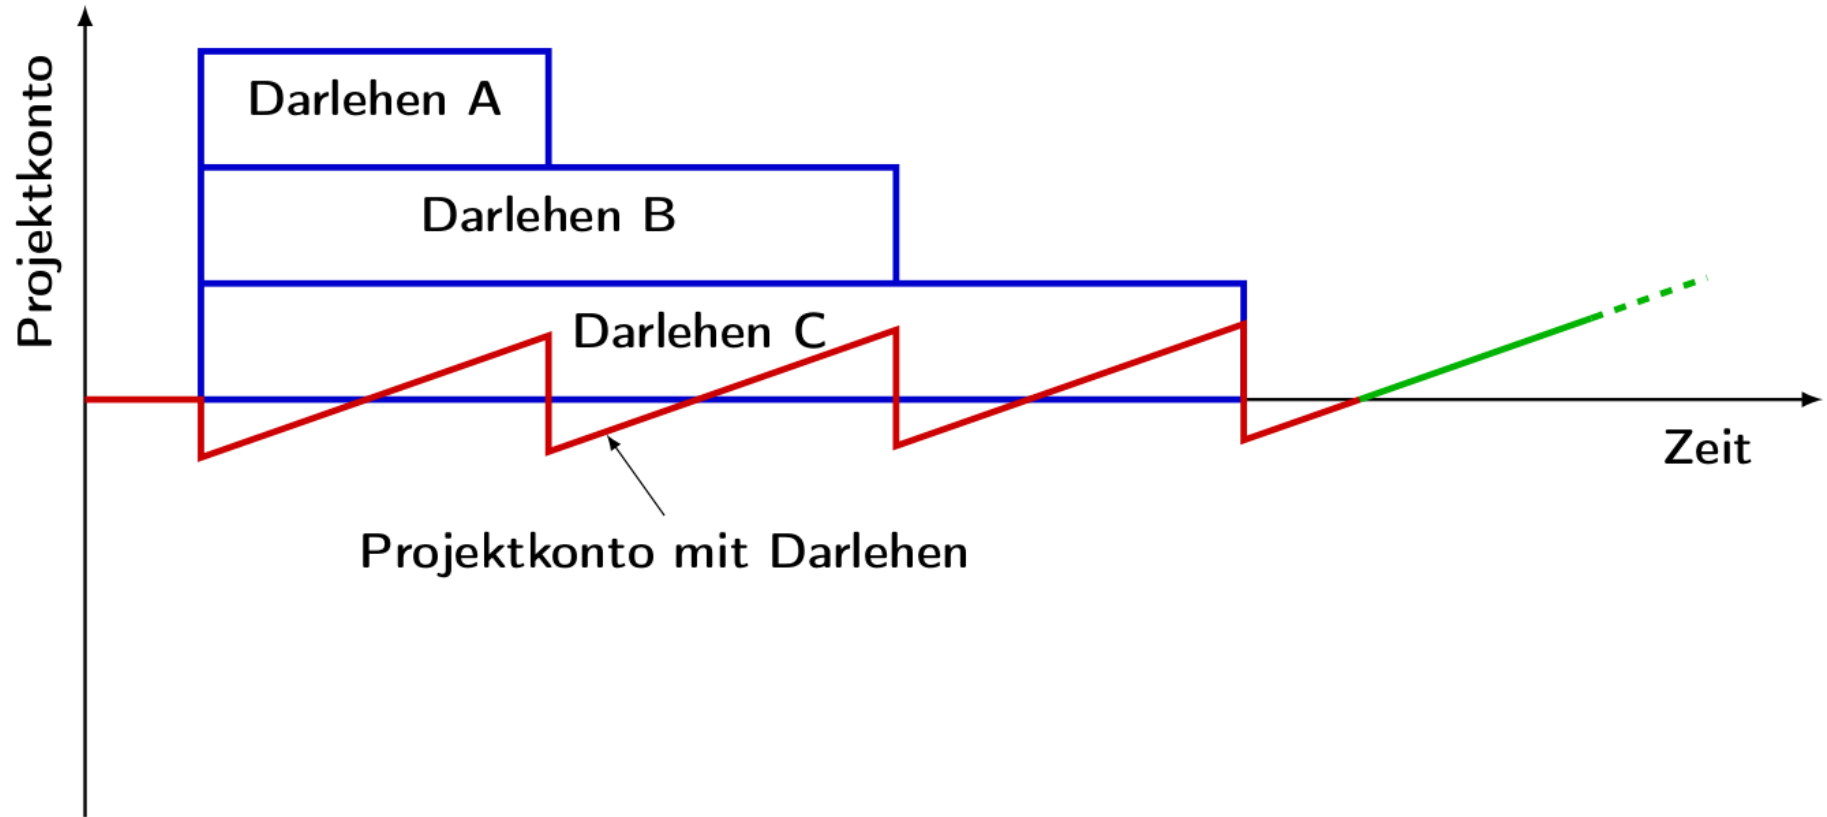 Projektkonto
Darlehen A
Darlehen B
Darlehen C
Zeit
Projektkonto mit Darlehen